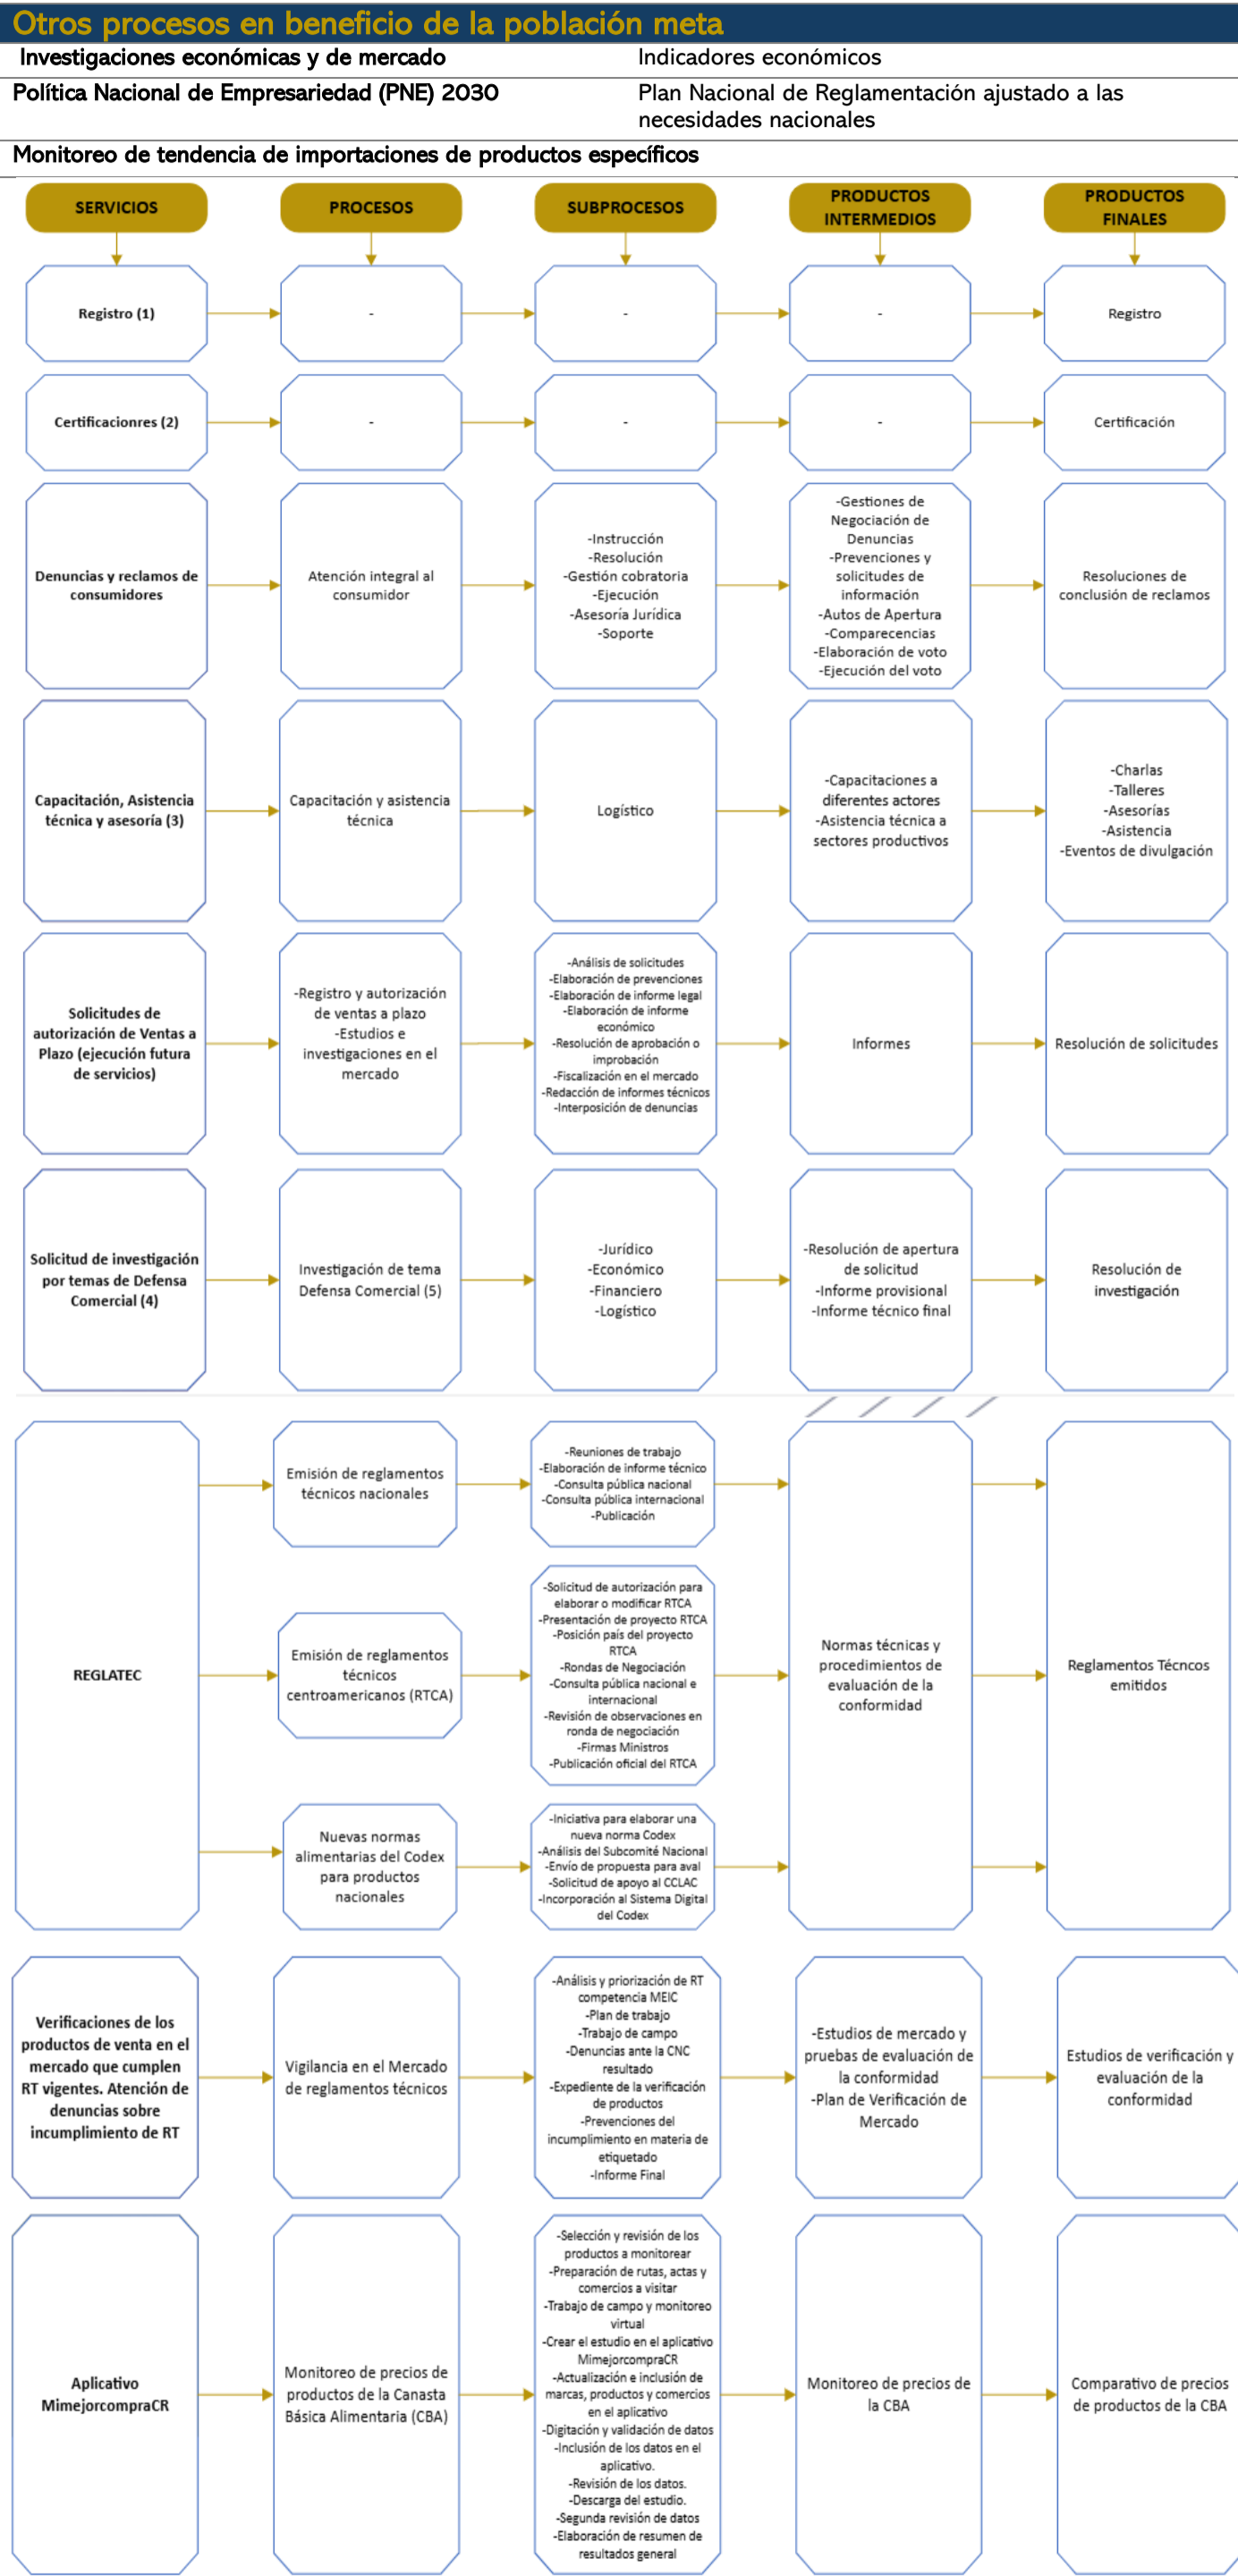 Otros procesos en beneficio de la población meta
Investigaciones económicas y de mercado
Indicadores económicos
Política Nacional de Empresariedad (PNE) 2030
Plan Nacional de Reglamentación ajustado a las
necesidades nacionales
Monitoreo de tendencia de importaciones de productos específicos
SERVICIOS
PROCESOS
SUBPROCESOS
PRODUCTOS
INTERMEDIOS
PRODUCTOS
FINALES
Registro (1)
-
-
-
Registro
Certificacionres (2)
-
-
-
Certificación
Denuncias y reclamos de
consumidores
Atención integral al
consumidor
-Instrucción
-Resolución
-Gestión cobratoria
-Ejecución
-Asesoría Jurídica
-Soporte
-Gestiones de
Negociación de
Denuncias
-Prevenciones y
solicitudes de
información
-Autos de Apertura
-Comparecencias
-Elaboración de voto
-Ejecución del voto
Resoluciones de
conclusión de reclamos
Capacitación, Asistencia
técnica y asesoría (3)
Capacitación y asistencia
técnica
Logístico
-Capacitaciones a
diferentes actores
-Asistencia técnica a
sectores productivos
-Charlas
-Talleres
-Asesorías
-Asistencia
-Eventos de divulgación
Solicitudes de
autorización de Ventas a
Plazo (ejecución futura
de servicios)
-Registro y autorización
de ventas a plazo
-Estudios e
investigaciones en el
mercado
-Análisis de solicitudes
-Elaboración de prevenciones
-Elaboración de informe legal
-Elaboración de informe
económico
-Resolución de aprobación o
improbación
-Fiscalización en el mercado
-Redacción de informes técnicos
-Interposición de denuncias
Informes
Resolución de solicitudes
Solicitud de investigación
por temas de Defensa
Comercial (4)
Investigación de tema
Defensa Comercial (5)
-Jurídico
-Económico
-Financiero
-Logístico
-Resolución de apertura
de solicitud
-Informe provisional
-Informe técnico final
Resolución de
investigación
REGLATEC
Emisión de reglamentos
técnicos nacionales
-Reuniones de trabajo
-Elaboración de informe técnico
-Consulta pública nacional
-Consulta pública internacional
-Publicación
Emisión de reglamentos
técnicos
centroamericanos (RTCA)
-Solicitud de autorización para
elaborar o modificar RTCA
-Presentación de proyecto RTCA
-Posición país del proyecto
RTCA
-Rondas de Negociación
-Consulta pública nacional e
internacional
-Revisión de observaciones en
ronda de negociación
-Firmas Ministros
-Publicación oficial del RTCA
Nuevas normas
alimentarias del Codex
para productos
nacionales
-Iniciativa para elaborar una
nueva norma Codex
-Análisis del Subcomité Nacional
-Envío de propuesta para aval
-Solicitud de apoyo al CCLAC
-Incorporación al Sistema Digital
del Codex
Normas técnicas y
procedimientos de
evaluación de la
conformidad
Reglamentos Técncos
emitidos
Verificaciones de los
productos de venta en el
mercado que cumplen
RT vigentes. Atención de
denuncias sobre
incumplimiento de RT
Vigilancia en el Mercado
de reglamentos técnicos
-Análisis y priorización de RT
competencia MEIC
-Plan de trabajo
-Trabajo de campo
-Denuncias ante la CNC
resultado
-Expediente de la verificación
de productos
-Prevenciones del
incumplimiento en materia de
etiquetado
-Informe Final
-Estudios de mercado y
pruebas de evaluación de
la conformidad
-Plan de Verificación de
Mercado
Estudios de verificación y
evaluación de la
conformidad
Aplicativo
MimejorcompraCR
Monitoreo de precios de
productos de la Canasta
Básica Alimentaria (CBA)
-Selección y revisión de los
productos a monitorear
-Preparación de rutas, actas y
comercios a visitar
-Trabajo de campo y monitoreo
virtual
-Crear el estudio en el aplicativo
MimejorcompraCR
-Actualización e inclusión de
marcas, productos y comercios
en el aplicativo
-Digitación y validación de datos
-Inclusión de los datos en el
aplicativo.
-Revisión de los datos.
-Descarga del estudio.
-Segunda revisión de datos
-Elaboración de resumen de
resultados general
Monitoreo de precios de
la CBA
Comparativo de precios
de productos de la CBA